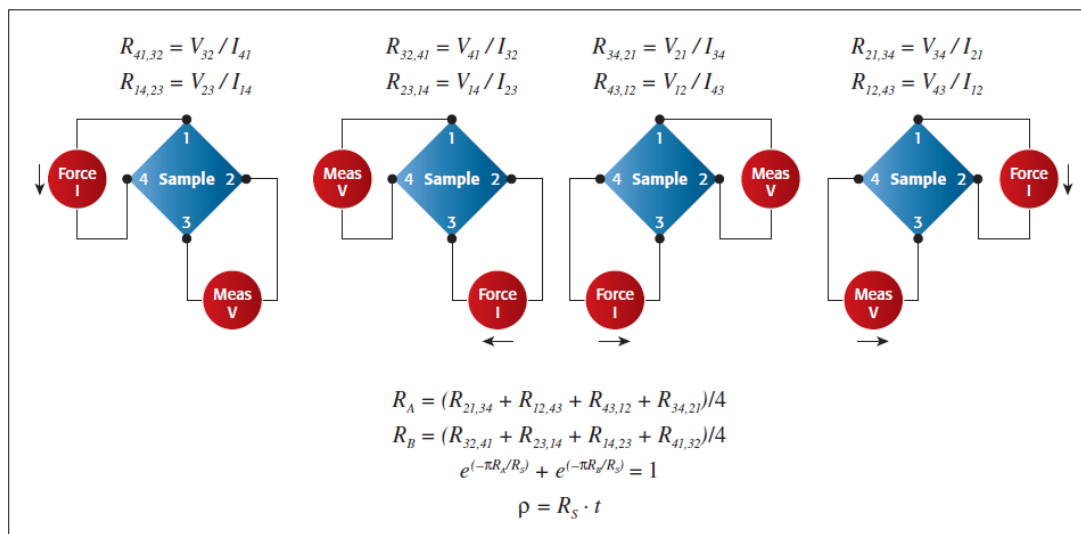 R41,32 = V32 / I41
R14,23 = V23 / I14
R32,41 = V41 / I32
R23,14 = V14 / I23
R34,21 = V21 / I34
R43,12 = V12 / I43
R21,34 = V34 / I21
R12,43 = V43 / I12
1
Force
I
4 Sample 2
3
Meas
V
1
Meas
V
4 Sample 2
3
Force
I
1
4 Sample 2
Meas
V
3
Force
I
1
4 Sample 2
Force
I
3
Meas
V
RA = (R21,34 + R12,43 + R43,12 + R34,21)/4
RB = (R32,41 + R23,14 + R14,23 + R41,32)/4
e(−πRA/RS) + e(−πRB/RS) = 1
ρ = RS · t